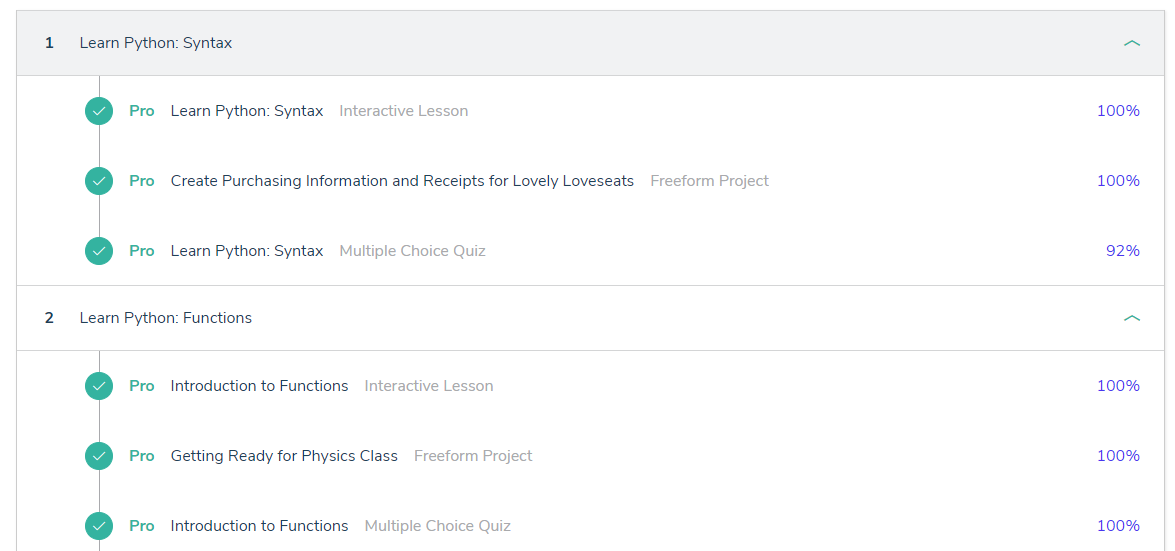 1 Learn Python: Syntax
Pro Learn Python: Syntax Interactive Lesson 100%
Pro Create Purchasing Information and Receipts for Lovely Loveseats Freeform Project 100%
Pro Learn Python: Syntax Multiple Choice Quiz 92%
2 Learn Python: Functions
Pro Introduction to Functions Interactive Lesson 100%
Pro Getting Ready for Physics Class Freeform Project 100%
Pro Introduction to Functions Multiple Choice Quiz 100%